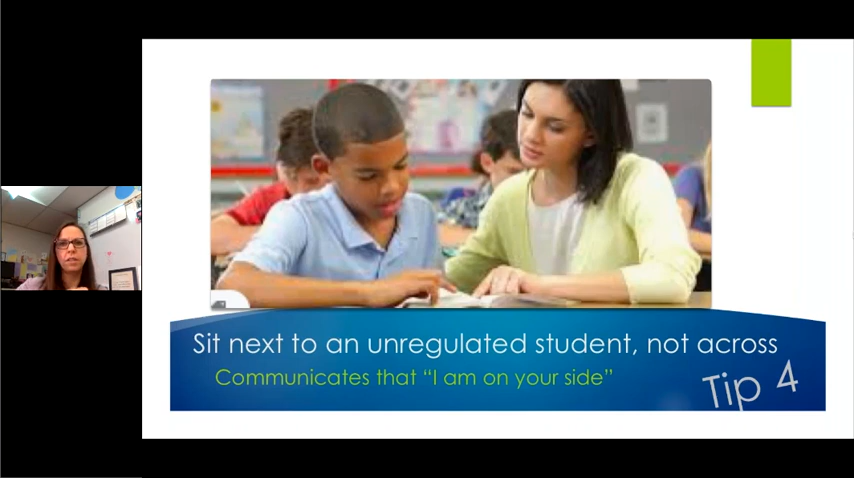 Sit next to an unregulated student, not across
Communicates that “I am on your side”
Tip 4